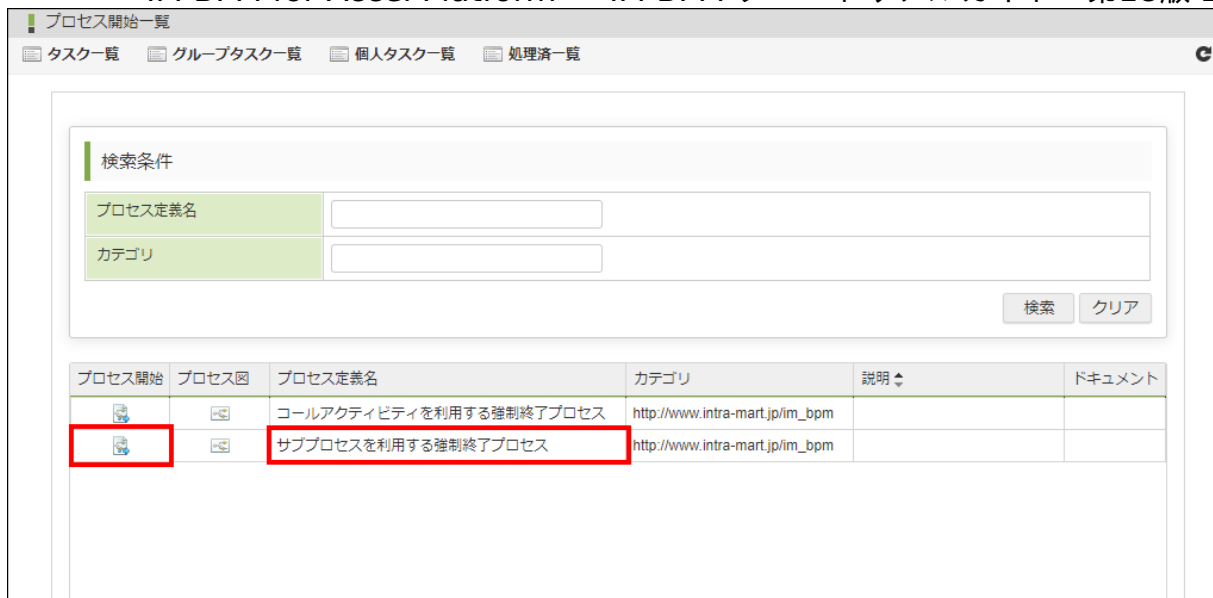 プロセス開始一覧
タスク一覧 グループタスク一覧 個人タスク一覧 処理済一覧
検索条件
プロセス定義名
カテゴリ
検索 クリア
プロセス開始 プロセス図 プロセス定義名 カテゴリ 説明 ドキュメント
コールアクティビティを利用する強制終了プロセス http://www.intra-mart.jp/im_bpm
サブプロセスを利用する強制終了プロセス http://www.intra-mart.jp/im_bpm